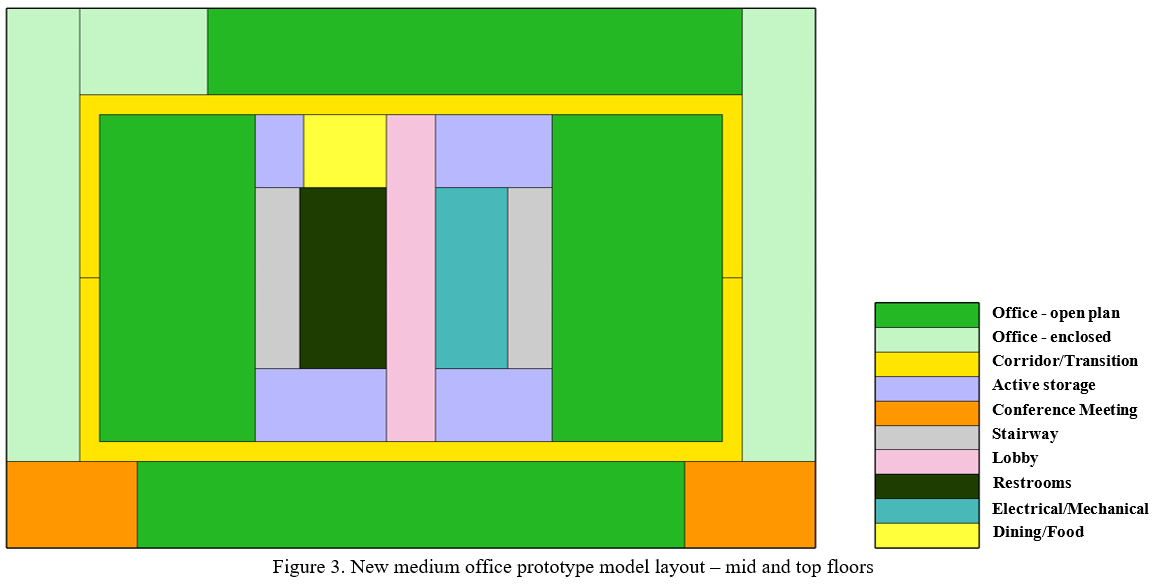 Office - open plan
Office - enclosed
Corridor/Transition
Active storage
Conference Meeting
Stairway
Lobby
Restrooms
Electrical/Mechanical
Dining/Food
Figure 3. New medium office prototype model layout – mid and top floors